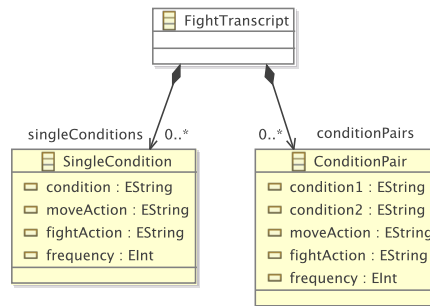 FightTranscript
singleConditions 0..*
0..* conditionPairs
SingleCondition
condition : EString
moveAction : EString
fightAction : EString
frequency : EInt
ConditionPair
condition1 : EString
condition2 : EString
moveAction : EString
fightAction : EString
frequency : EInt